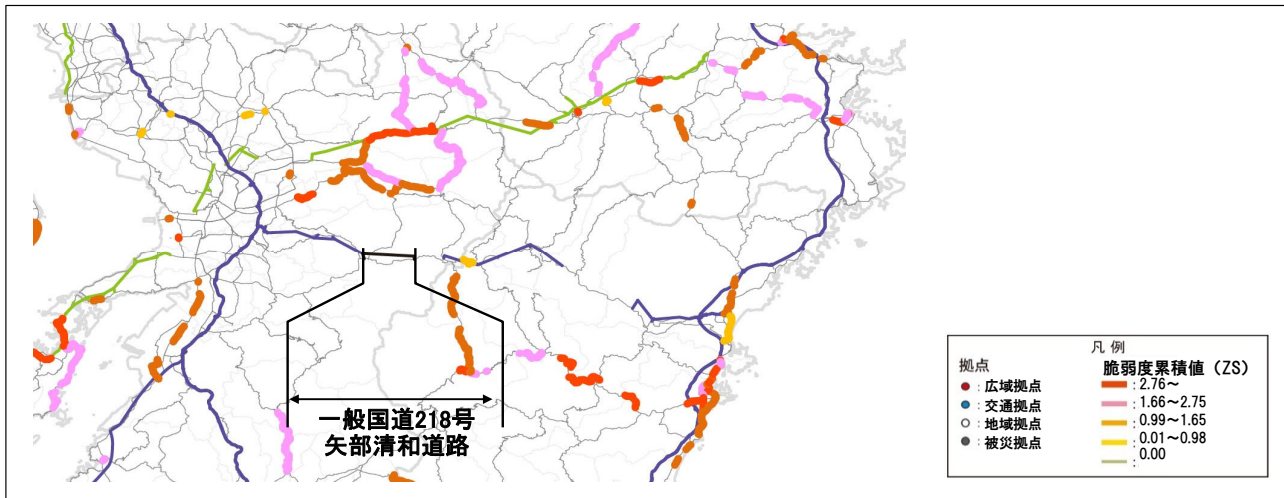 一般国道218号
矢部清和道路
凡 例
拠点
脆弱度累積値（ZS）
：広域拠点
：2.76～
：交通拠点
：1.66～2.75
：地域拠点
：0.99～1.65
：被災拠点
：0.01～0.98
：0.00